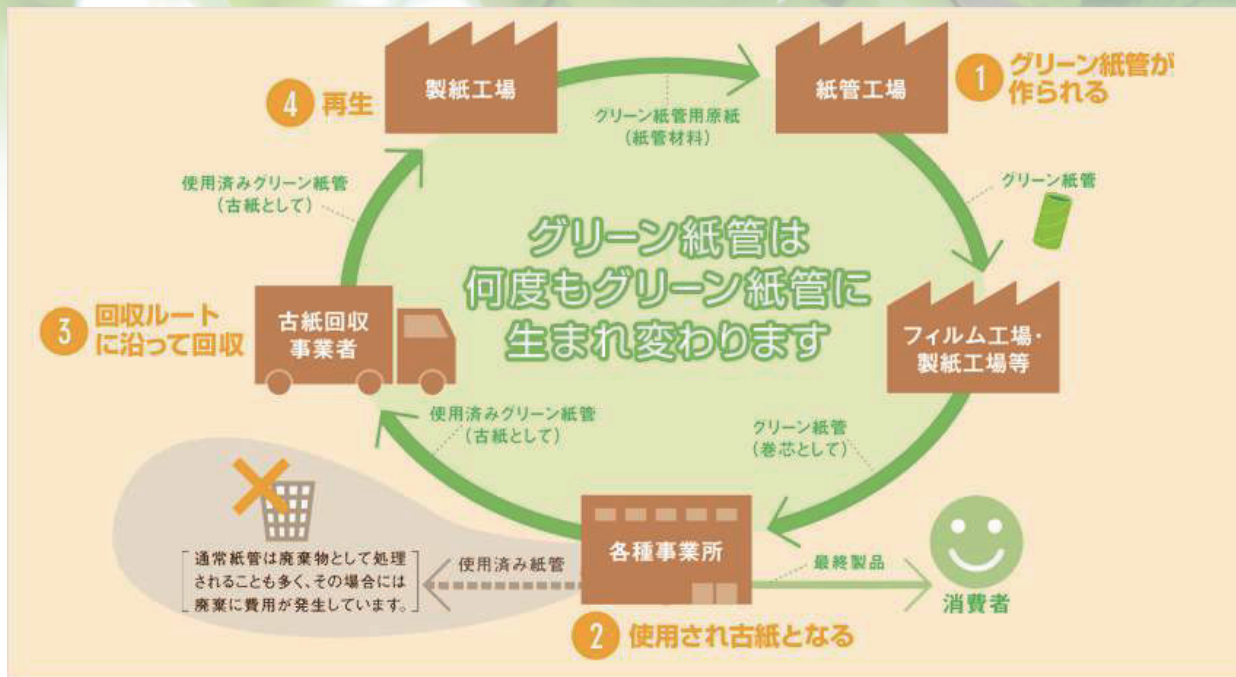 製紙工場
④ 再生
グリーン紙管用原紙
(紙管材料)
紙管工場
① グリーン紙管が
作られる
グリーン紙管
使用済みグリーン紙管
(古紙として)
グリーン紙管は
何度もグリーン紙管に
生まれ変わります
③ 回収ルート
に沿って回収
古紙回収
事業者
フィルム工場・
製紙工場等
使用済みグリーン紙管
(古紙として)
グリーン紙管
(巻芯として)
通常紙管は廃棄物として処理
されることも多く、その場合には
廃棄に費用が発生しています。
使用済み紙管
各種事業所
最終製品
消費者
② 使用され古紙となる